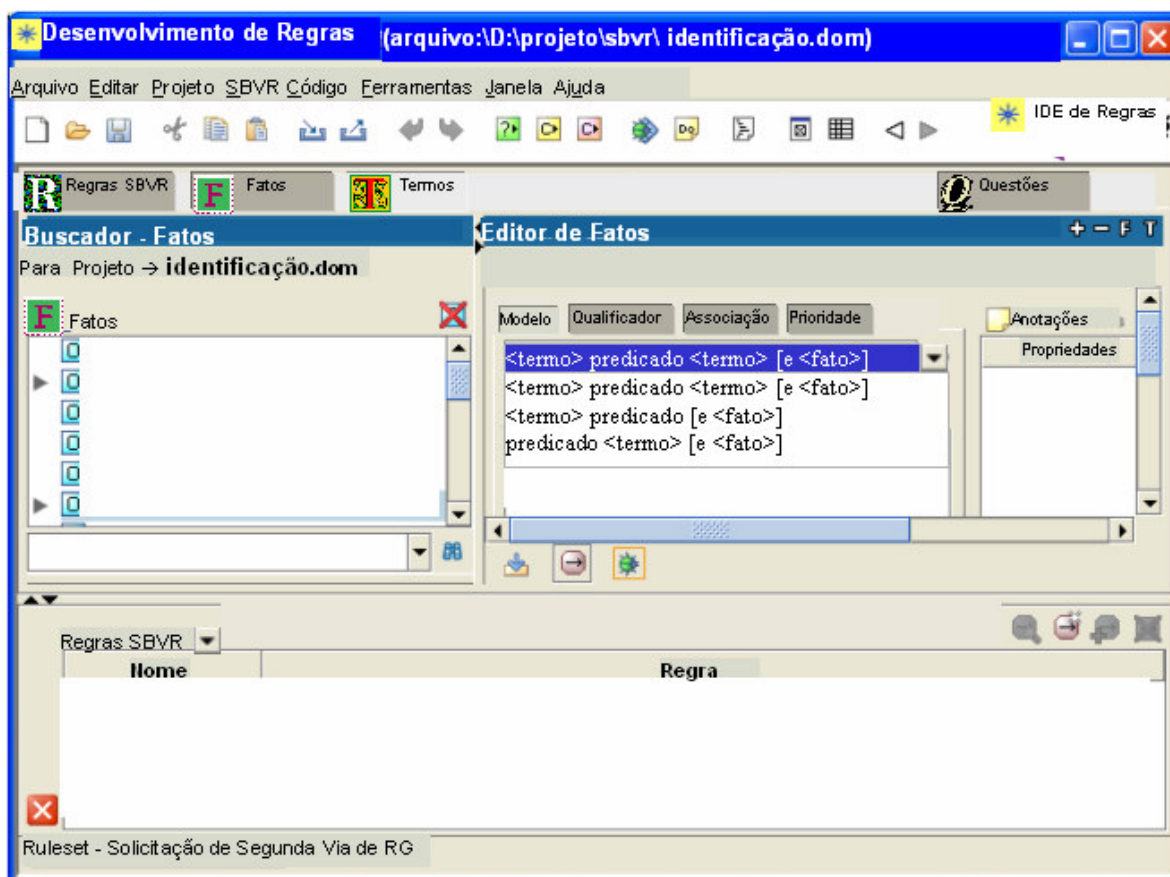 Desenvolvimento de Regras (arquivo:\D:\projeto\sbvr\ identificação.dom)
Arquivo Editar Projeto SBVR Código Ferramentas Janela Ajuda
IDE de Regras
R Regras SBVR F Fatos T Termos Q Questões
Buscador - Fatos
Para Projeto → identificação.dom
F Fatos
Editor de Fatos + - F T
Modelo Qualificador Associação Prioridade
<termo> predicado <termo> [e <fato>]
<termo> predicado <termo> [e <fato>]
<termo> predicado [e <fato>]
predicado <termo> [e <fato>]
Anotações
Propriedades
Regras SBVR
Nome Regra
Ruleset - Solicitação de Segunda Via de RG